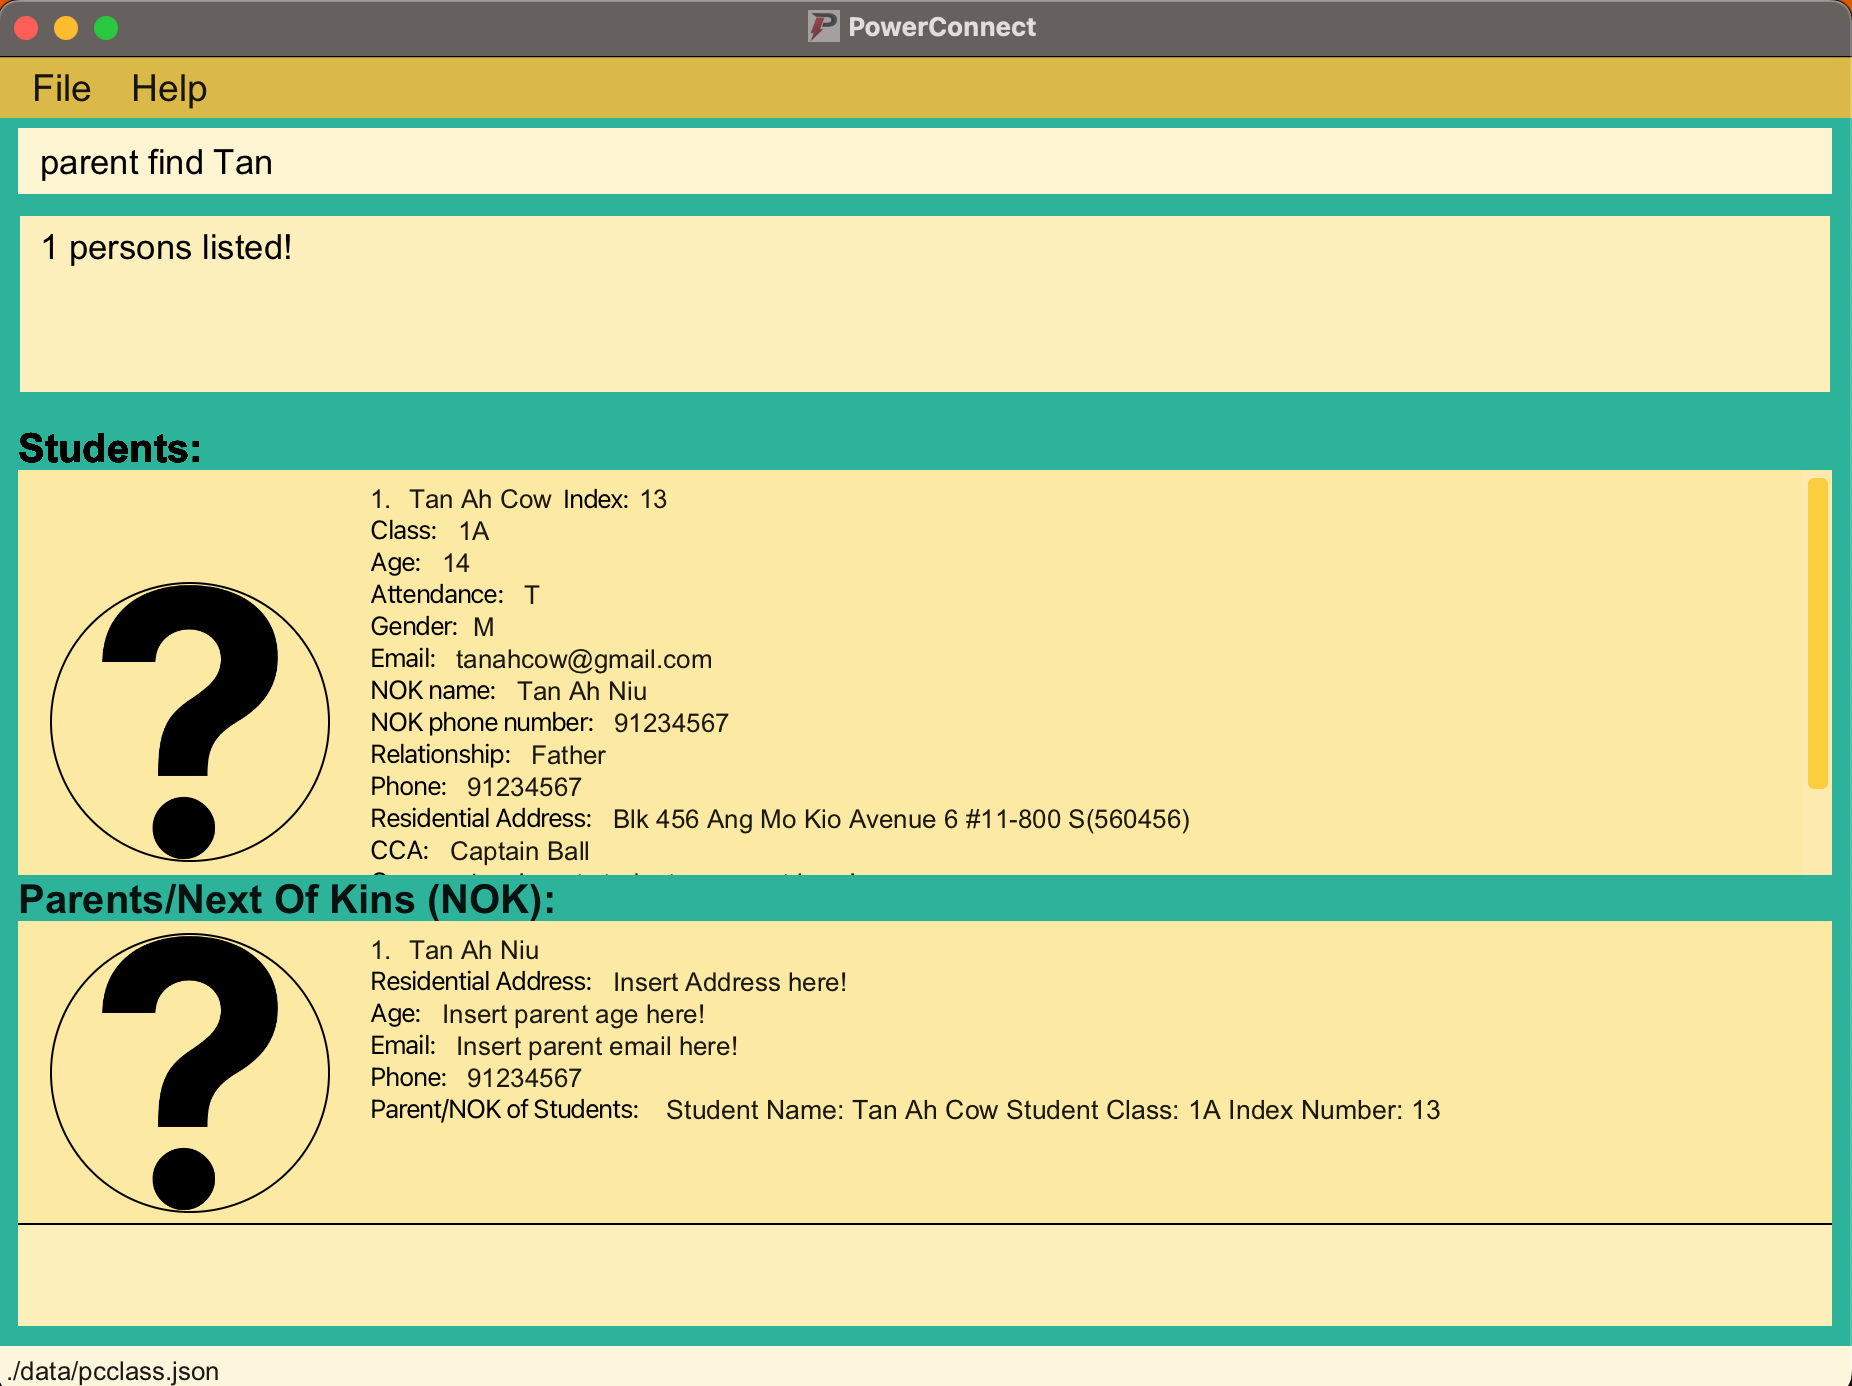 PowerConnect
File Help
parent find Tan
1 persons listed!
Students:
1. Tan Ah Cow Index: 13
Class: 1A
Age: 14
Attendance: T
Gender: M
Email: tanahcow@gmail.com
NOK name: Tan Ah Niu
NOK phone number: 91234567
Relationship: Father
Phone: 91234567
Residential Address: Blk 456 Ang Mo Kio Avenue 6 #11-800 S(560456)
CCA: Captain Ball
Parents/Next Of Kins (NOK):
1. Tan Ah Niu
Residential Address: Insert Address here!
Age: Insert parent age here!
Email: Insert parent email here!
Phone: 91234567
Parent/NOK of Students: Student Name: Tan Ah Cow Student Class: 1A Index Number: 13
./data/pcclass.json